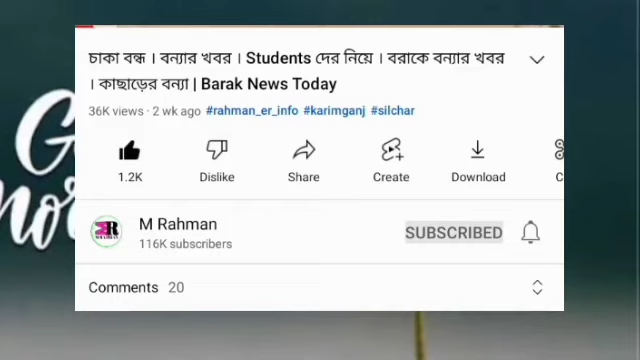 চাকা বন্ধ । বন্যার খবর । Students দের নিয়ে । বরাকে বন্যার খবর
। কাছাড়ের বন্যা | Barak News Today
36K views · 2 wk ago #rahman_er_info #karimganj #silchar
1.2K Dislike Share Create Download
M Rahman
SUBSCRIBED
116K subscribers
Comments 20